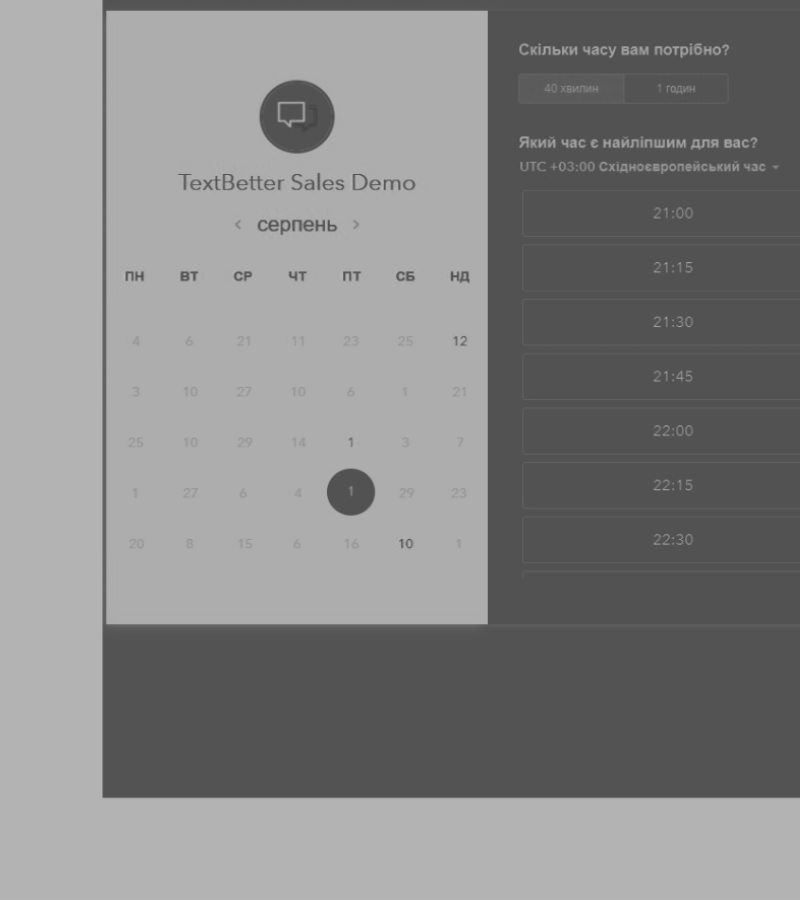 TextBetter Sales Demo
серпень
ПН ВТ СР ЧТ ПТ СБ НД
4 6 21 11 23 25 12
3 10 27 10 6 1 21
25 10 29 14 1 3 7
1 27 6 4 1 29 23
20 8 15 6 16 10 1
Скільки часу вам потрібно?
40 хвилин 1 годин
Який час є найліпшим для вас?
UTC +03:00 Східноєвропейський час
21:00
21:15
21:30
21:45
22:00
22:15
22:30